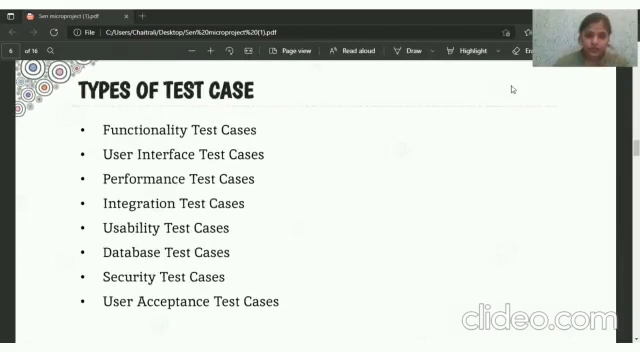 Sen microproject (1).pdf
File
C:/Users/Chaitrali/Desktop/Sen%20microproject%20(1).pdf
6 of 16
Page view
Read aloud
Draw
Highlight
TYPES OF TEST CASE
• Functionality Test Cases
• User Interface Test Cases
• Performance Test Cases
• Integration Test Cases
• Usability Test Cases
• Database Test Cases
• Security Test Cases
• User Acceptance Test Cases
clideo.com